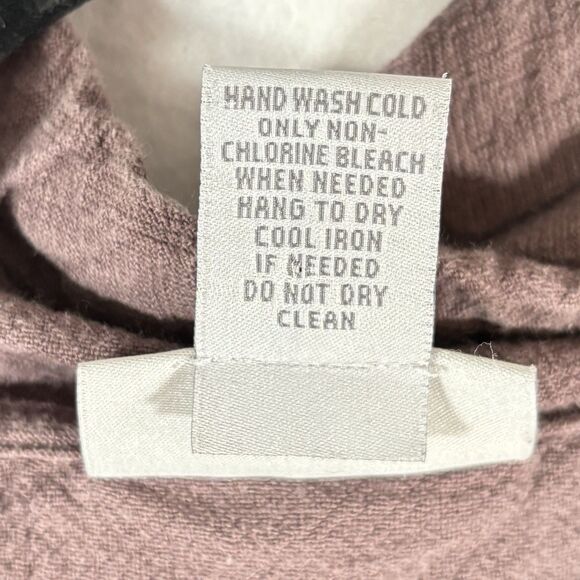 HAND WASH COLD
ONLY NON-
CHLORINE BLEACH
WHEN NEEDED
HANG TO DRY
COOL IRON
IF NEEDED
DO NOT DRY
CLEAN